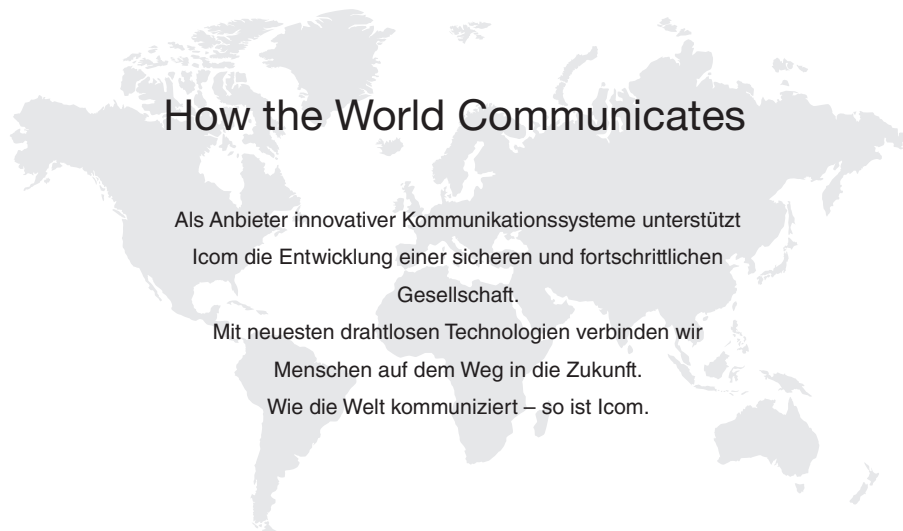 How the World Communicates
Als Anbieter innovativer Kommunikationssysteme unterstützt
Icom die Entwicklung einer sicheren und fortschrittlichen
Gesellschaft.
Mit neuesten drahtlosen Technologien verbinden wir
Menschen auf dem Weg in die Zukunft.
Wie die Welt kommuniziert – so ist Icom.